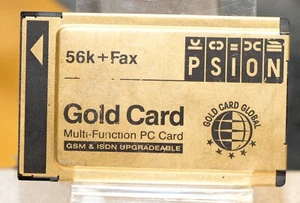 56k+Fax
PSION
Gold Card
Multi-Function PC Card
GSM & ISDN UPGRADEABLE
GOLD CARD GLOBAL